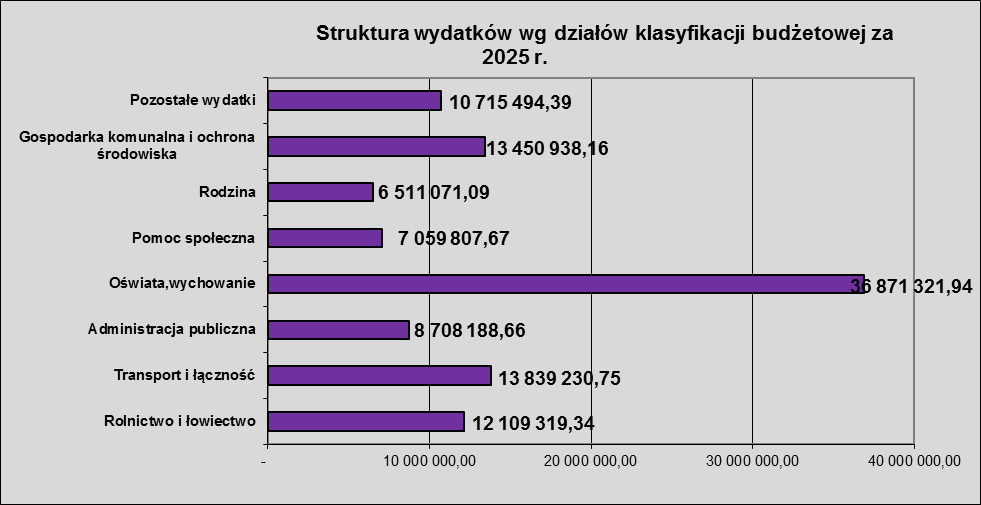 Struktura wydatków wg działów klasyfikacji budżetowej za
2025 r.
Pozostałe wydatki
10 715 494,39
Gospodarka komunalna i ochrona
środowiska
13 450 938,16
Rodzina
6 511 071,09
Pomoc społeczna
7 059 807,67
Oświata,wychowanie
36 871 321,94
Administracja publiczna
8 708 188,66
Transport i łączność
13 839 230,75
Rolnictwo i łowiectwo
12 109 319,34
-
10 000 000,00
20 000 000,00
30 000 000,00
40 000 000,00